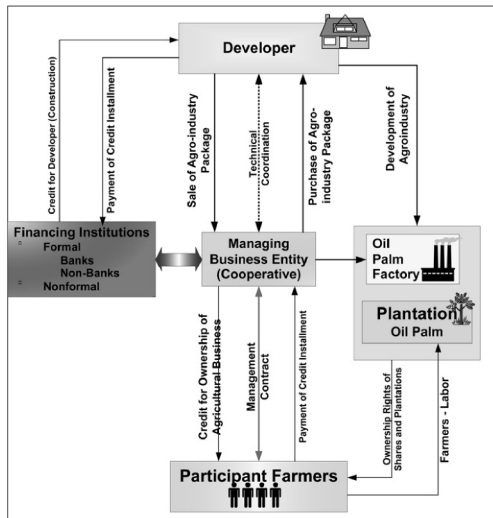 Developer
Credit for Developer (Construction)
Payment of Credit Installment
Sale of Agro-industry
Package
Technical
Coordination
Purchase of Agro-
industry Package
Development of
Agroindustry
Financing Institutions
Formal
Banks
Non-Banks
Nonformal
Managing
Business Entity
(Cooperative)
Oil
Palm
Factory
Plantation
Oil Palm
Credit for Ownership of
Agricultural Business
Management
Contract
Payment of Credit Installment
Ownership Rights of
Shares and Plantations
Farmers - Labor
Participant Farmers